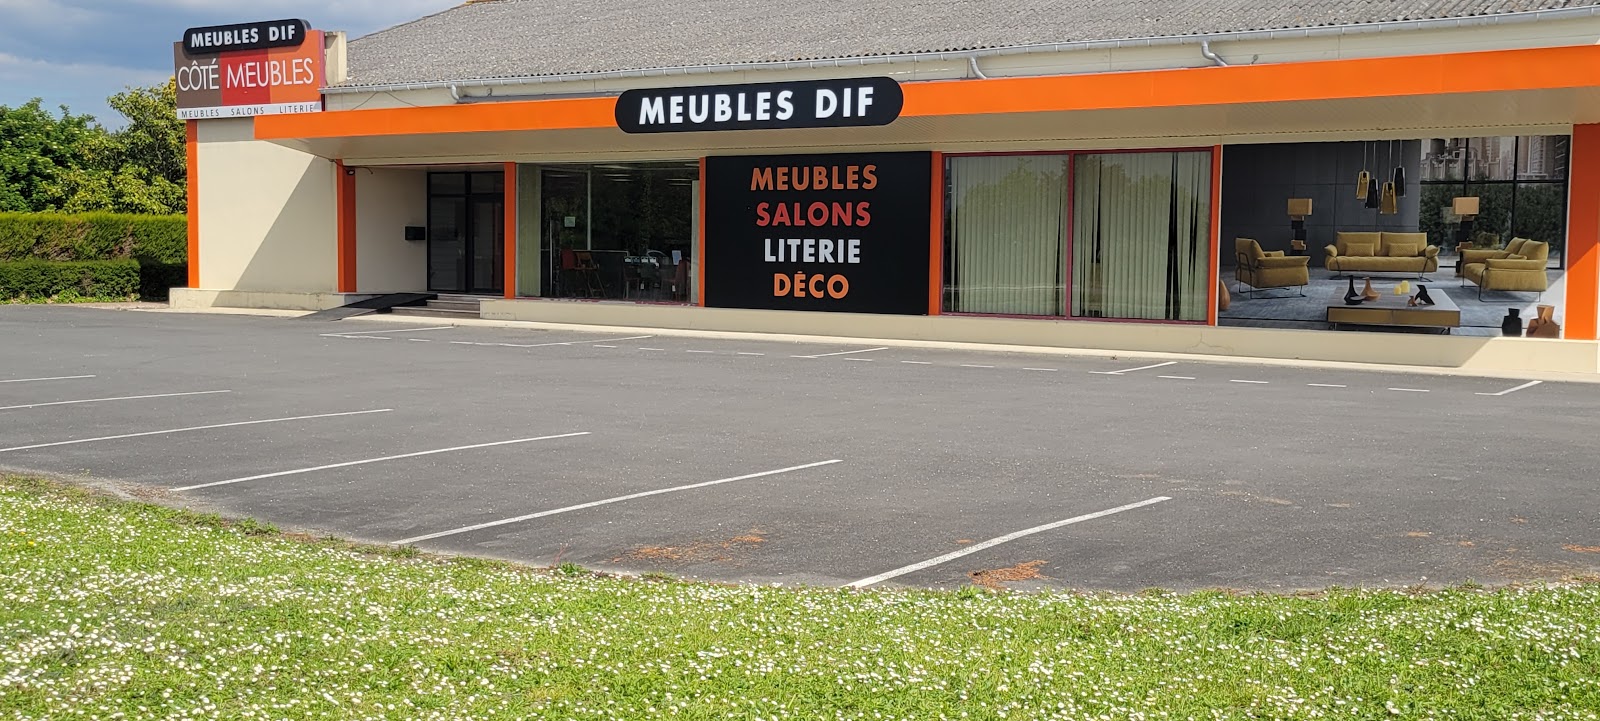 MEUBLES DIF
CÔTÉ MEUBLES
MEUBLES SALONS LITERIE
MEUBLES DIF
MEUBLES
SALONS
LITERIE
DÉCO